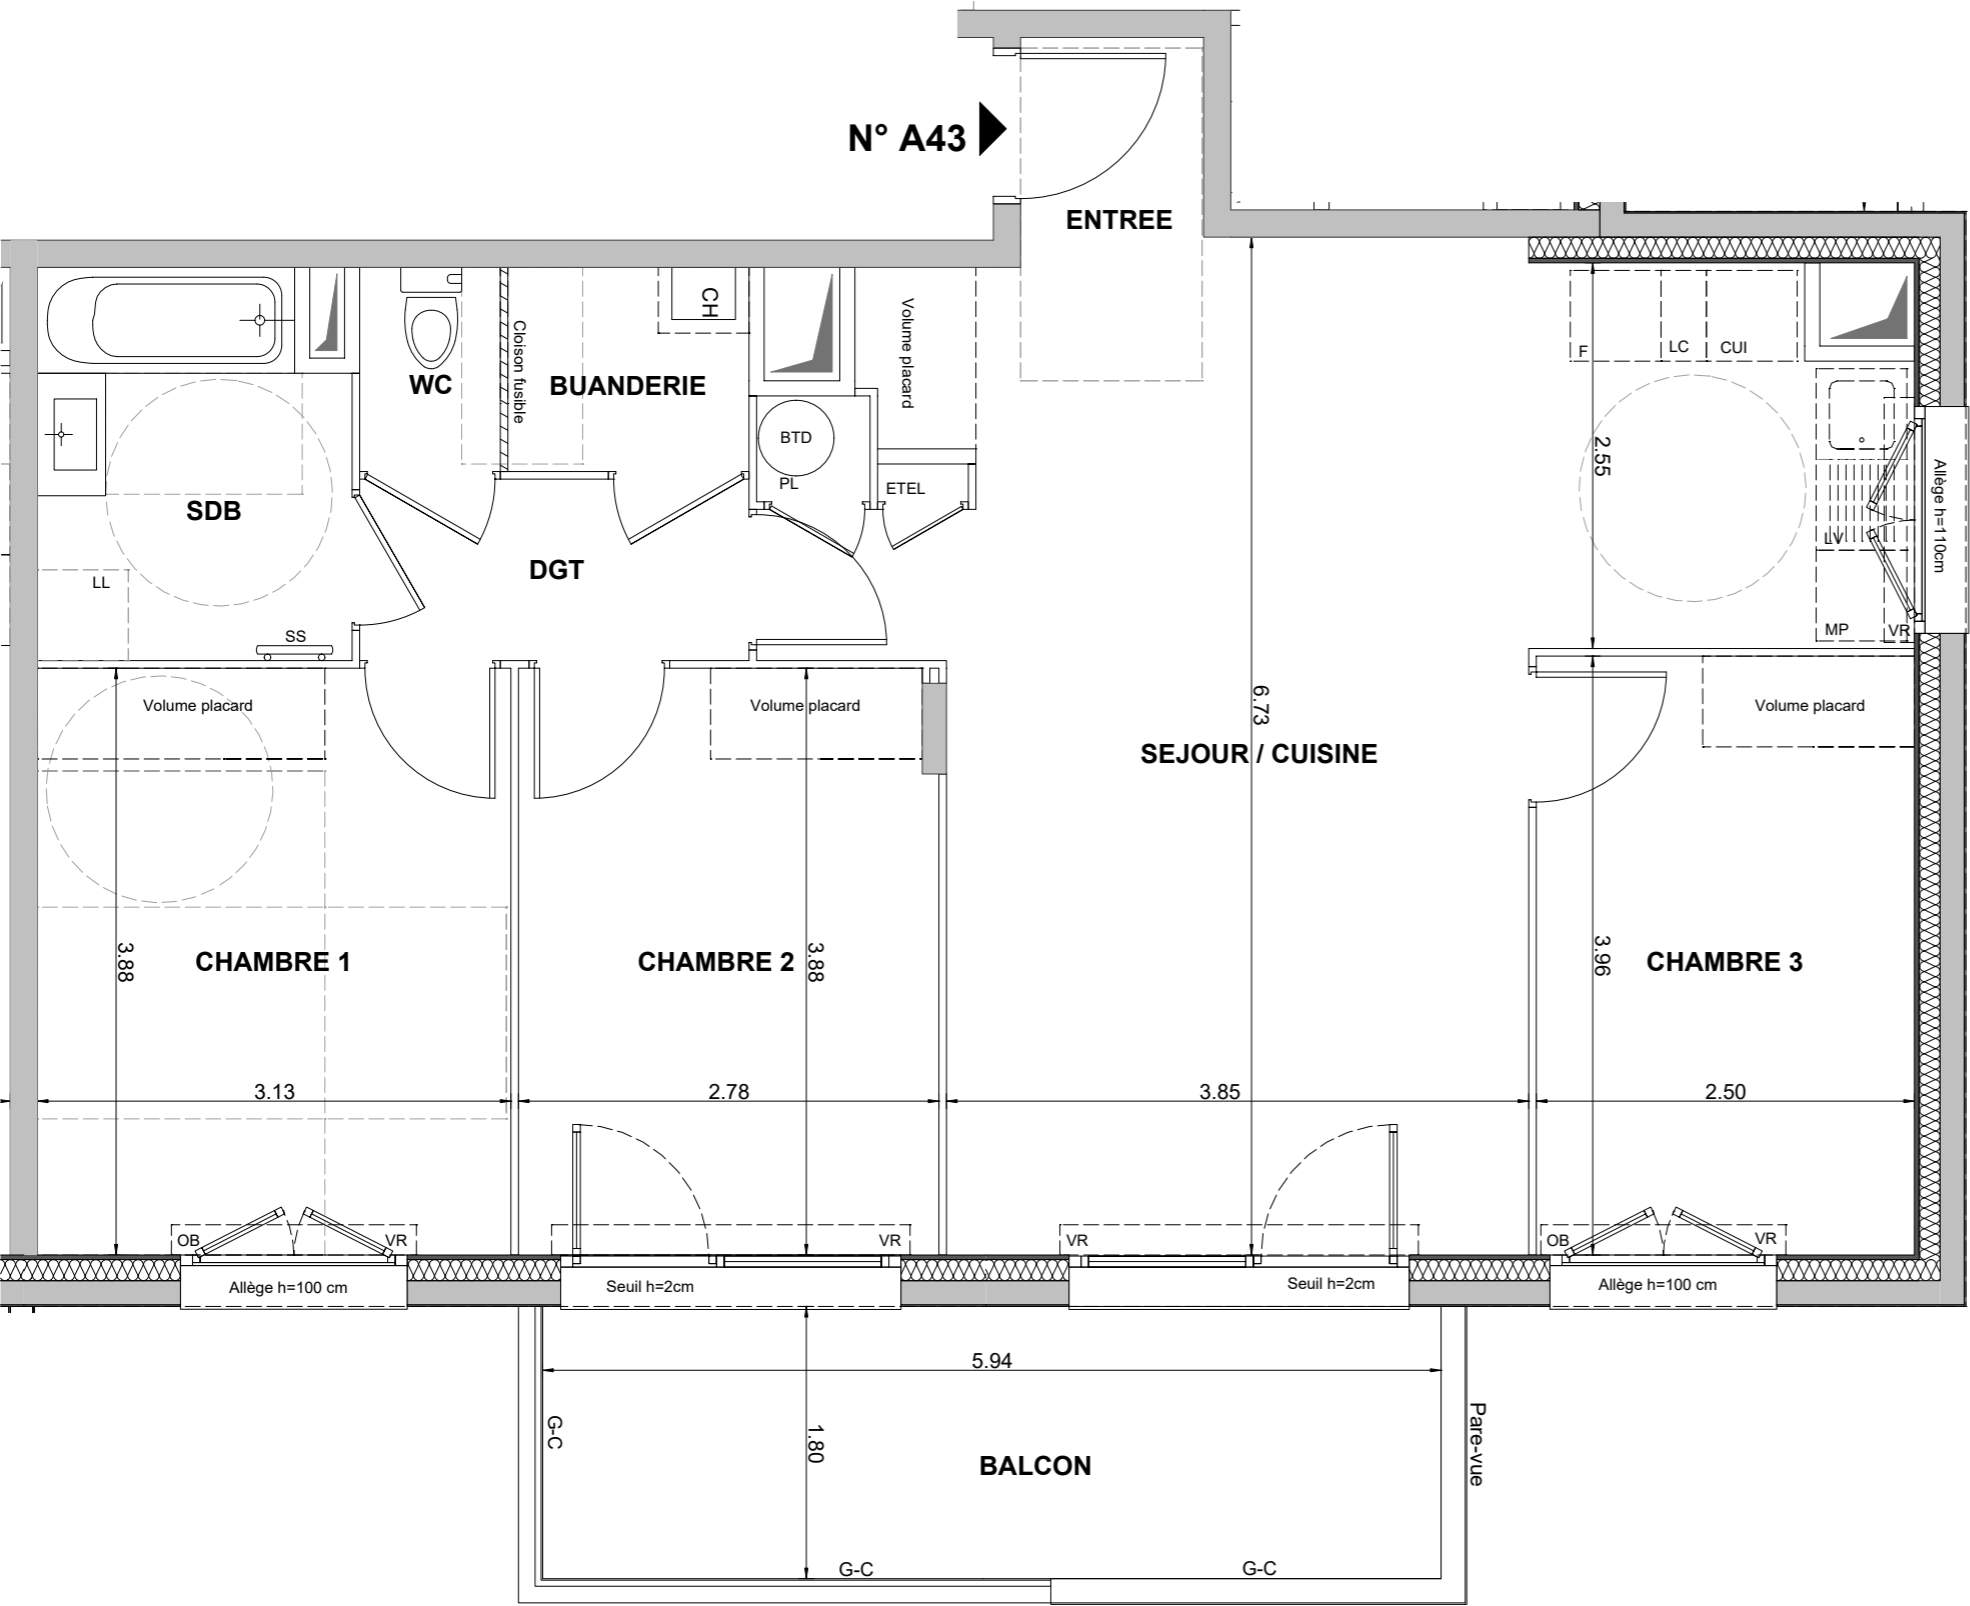 N° A43
ENTREE
CH
Volume placard
Cloison fusible
F
LC
CUI
WC
BUANDERIE
BTD
PL
ETEL
2.55
Allège h=110cm
SDB
LV
DGT
LL
SS
MP
VR
Volume placard
Volume placard
6.73
Volume placard
SEJOUR / CUISINE
3.88
CHAMBRE 1
CHAMBRE 2
3.88
3.96
CHAMBRE 3
3.13
2.78
3.85
2.50
OB
VR
VR
VR
OB
VR
Allège h=100 cm
Seuil h=2cm
Seuil h=2cm
Allège h=100 cm
5.94
G-C
1.80
Pare-vue
BALCON
G-C
G-C